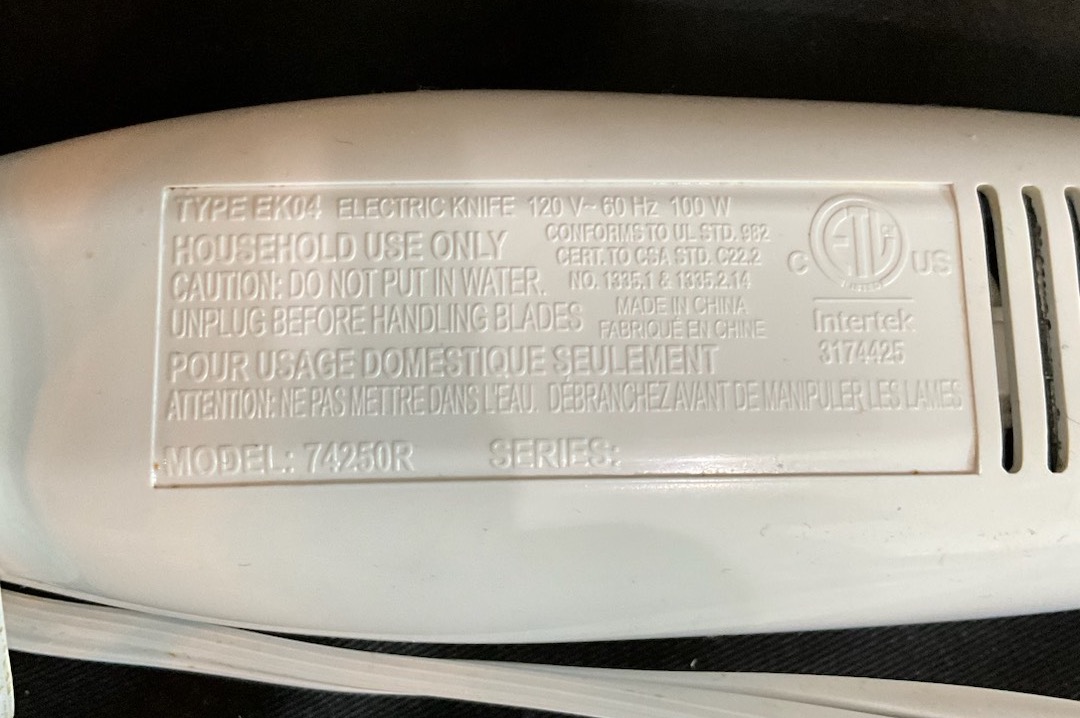 TYPE EK04 ELECTRIC KNIFE 120 V~ 60 Hz 100 W
HOUSEHOLD USE ONLY
CAUTION: DO NOT PUT IN WATER.
UNPLUG BEFORE HANDLING BLADES
CONFORMS TO UL STD. 982
CERT. TO CSA STD. C22.2
NO. 1335.1 & 1335.2.14
MADE IN CHINA
FABRIQUÉ EN CHINE
POUR USAGE DOMESTIQUE SEULEMENT
ATTENTION: NE PAS METTRE DANS L'EAU. DÉBRANCHEZ AVANT DE MANIPULER LES LAMES
MODEL: 74250R SERIES:
C ETL US
Intertek
3174425